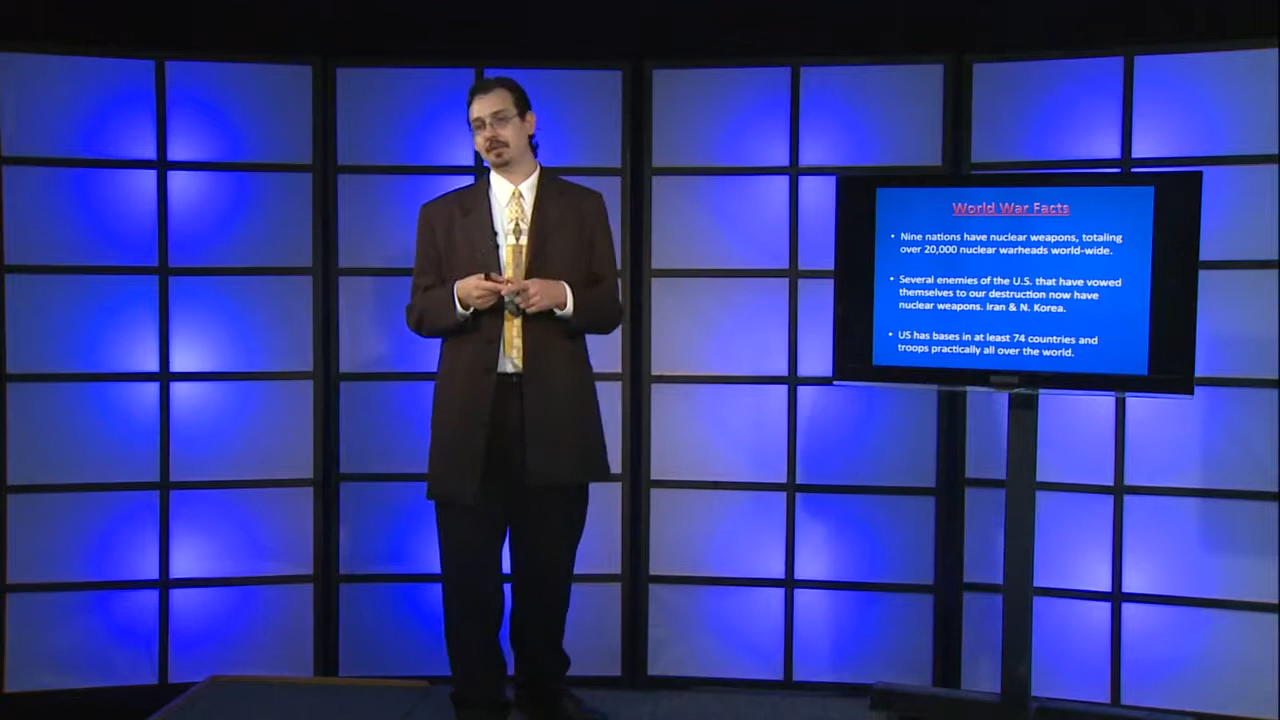 World War Facts
• Nine nations have nuclear weapons, totaling
over 20,000 nuclear warheads world-wide.
• Several enemies of the U.S. that have vowed
themselves to our destruction now have
nuclear weapons. Iran & N. Korea.
• US has bases in at least 74 countries and
troops practically all over the world.